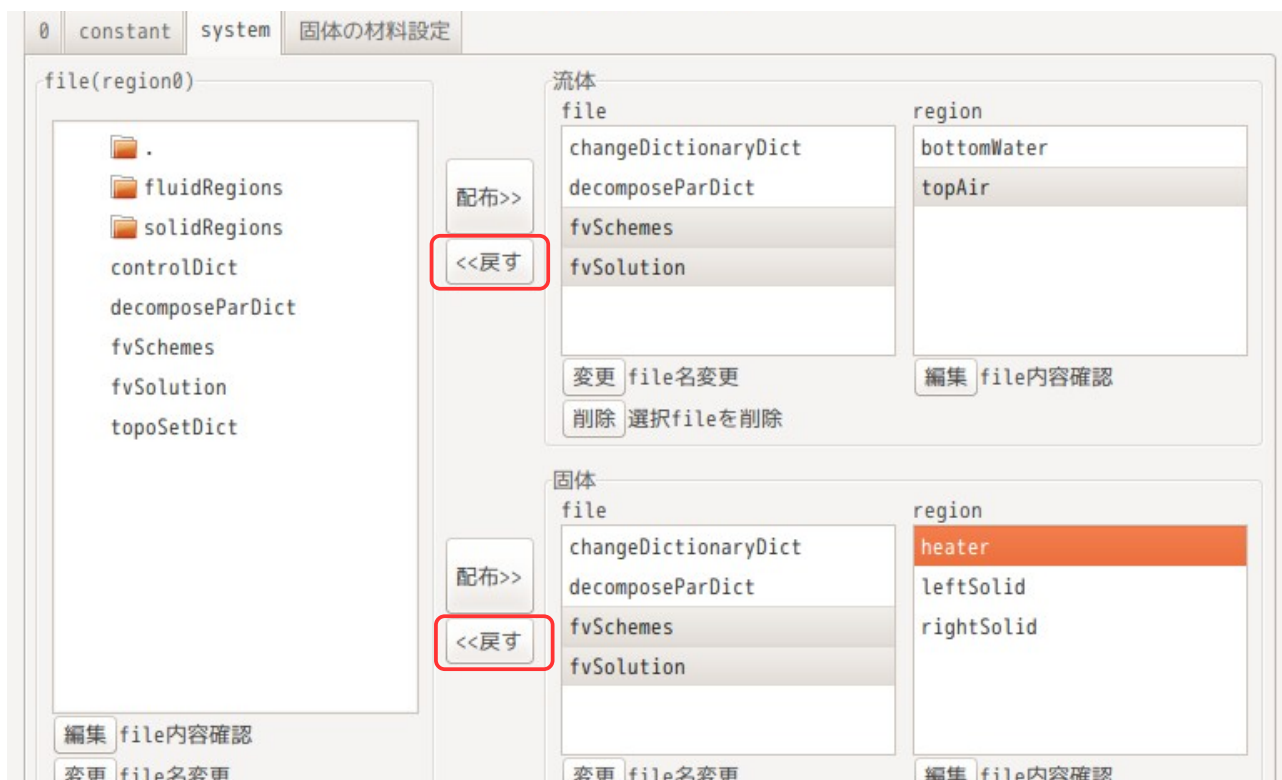 0 constant system 固体の材料設定
file(region0)
.
fluidRegions
solidRegions
controlDict
decomposeParDict
fvSchemes
fvSolution
topoSetDict
編集 file内容確認
変更 file名変更
配布>>
<<戻す
流体
file
changeDictionaryDict
decomposeParDict
fvSchemes
fvSolution
変更 file名変更
削除 選択fileを削除
region
bottomWater
topAir
編集 file内容確認
配布>>
<<戻す
固体
file
changeDictionaryDict
decomposeParDict
fvSchemes
fvSolution
変更 file名変更
region
heater
leftSolid
rightSolid
編集 file内容確認